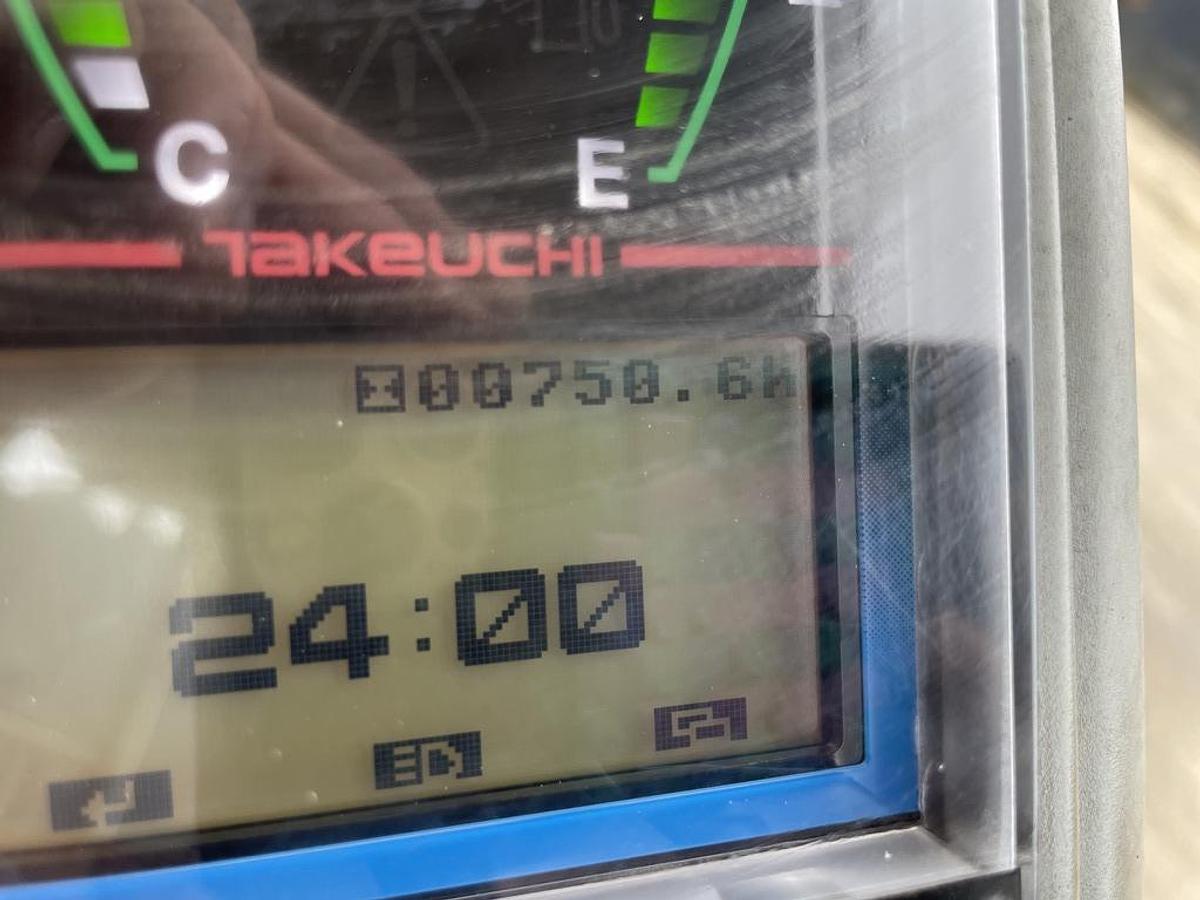 C E
TAKEUCHI
00750.6h
24:00